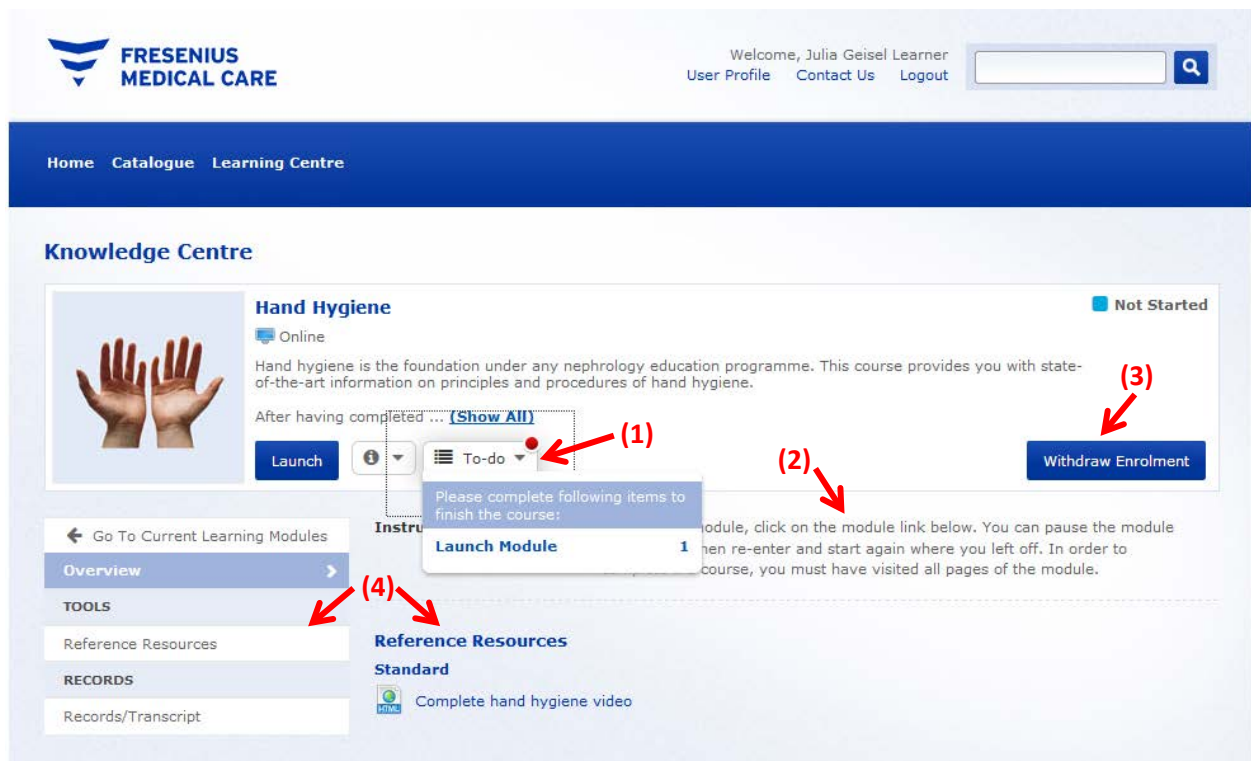 FRESENIUS
MEDICAL CARE
Welcome, Julia Geisel Learner
User Profile Contact Us Logout
Home Catalogue Learning Centre
Knowledge Centre
Hand Hygiene
Not Started
Online
Hand hygiene is the foundation under any nephrology education programme. This course provides you with state-
of-the-art information on principles and procedures of hand hygiene.
(3)
After having completed ... (Show All)
(1)
Launch
To-do
(2)
Withdraw Enrolment
Please complete following items to
finish the course:
Launch Module 1
Go To Current Learning Modules
Overview
TOOLS
Reference Resources
RECORDS
Records/Transcript
(4)
module, click on the module link below. You can pause the module
then re-enter and start again where you left off. In order to
course, you must have visited all pages of the module.
Reference Resources
Standard
HTML
Complete hand hygiene video